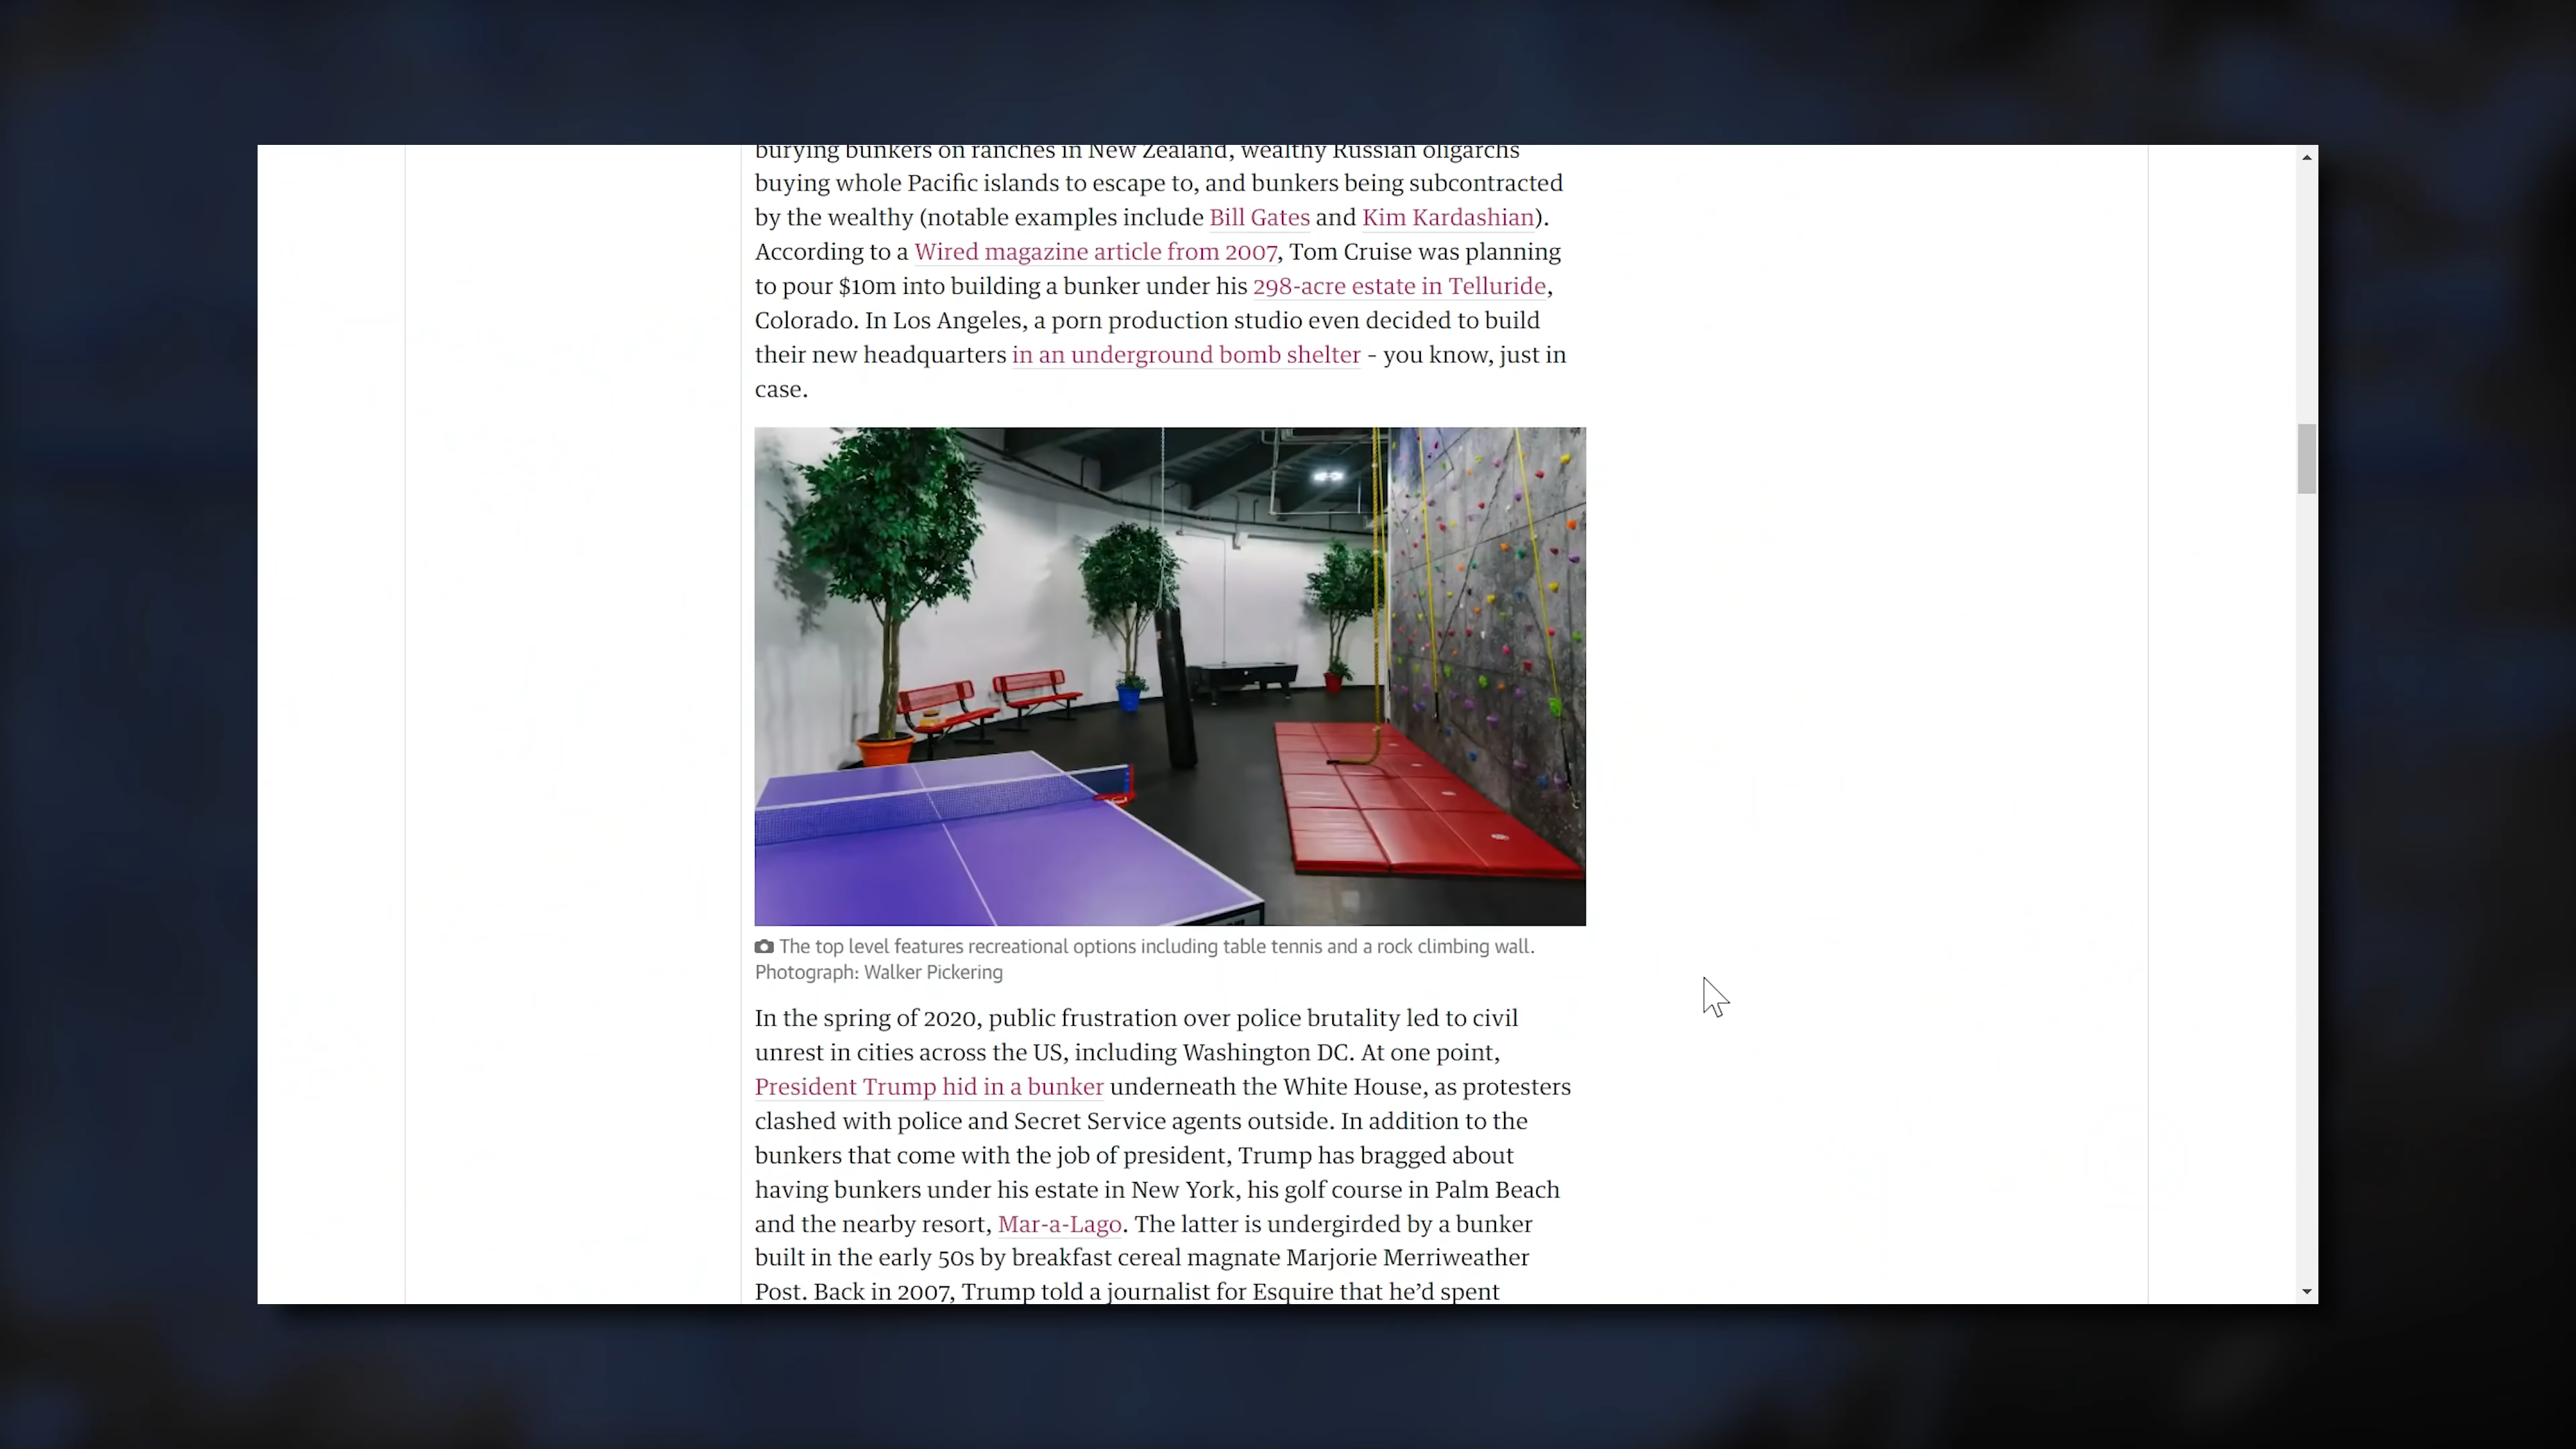 burying bunkers on ranches in New Zealand, wealthy Russian oligarchs
buying whole Pacific islands to escape to, and bunkers being subcontracted
by the wealthy (notable examples include Bill Gates and Kim Kardashian).
According to a Wired magazine article from 2007, Tom Cruise was planning
to pour $10m into building a bunker under his 298-acre estate in Telluride,
Colorado. In Los Angeles, a porn production studio even decided to build
their new headquarters in an underground bomb shelter – you know, just in
case.
The top level features recreational options including table tennis and a rock climbing wall.
Photograph: Walker Pickering
In the spring of 2020, public frustration over police brutality led to civil
unrest in cities across the US, including Washington DC. At one point,
President Trump hid in a bunker underneath the White House, as protesters
clashed with police and Secret Service agents outside. In addition to the
bunkers that come with the job of president, Trump has bragged about
having bunkers under his estate in New York, his golf course in Palm Beach
and the nearby resort, Mar-a-Lago. The latter is undergirded by a bunker
built in the early 50s by breakfast cereal magnate Marjorie Merriweather
Post. Back in 2007, Trump told a journalist for Esquire that he’d spent